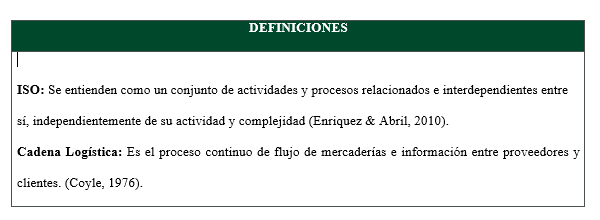 DEFINICIONES
ISO: Se entienden como un conjunto de actividades y procesos relacionados e interdependientes entre
sí, independientemente de su actividad y complejidad (Enriquez & Abril, 2010).
Cadena Logística: Es el proceso continuo de flujo de mercaderías e información entre proveedores y
clientes. (Coyle, 1976).